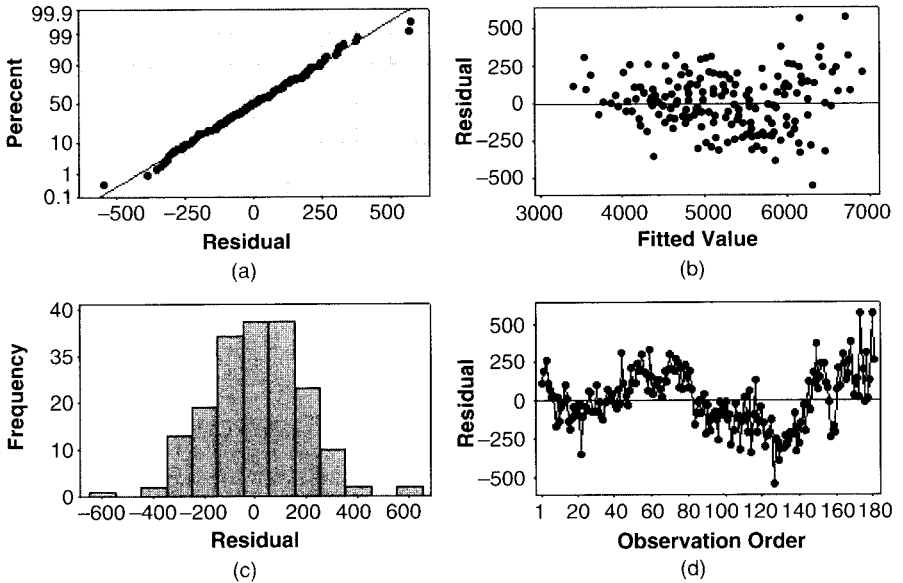 99.9
99
90
50
10
1
0.1
Perecent
−500 −250 0 250 500
Residual
(a)
500
250
0
−250
−500
Residual
3000 4000 5000 6000 7000
Fitted Value
(b)
40
35
20
10
0
Frequency
−600 −400 −200 0 200 400 600
Residual
(c)
500
250
0
−250
−500
Residual
1 20 40 60 80 100 120 140 160 180
Observation Order
(d)